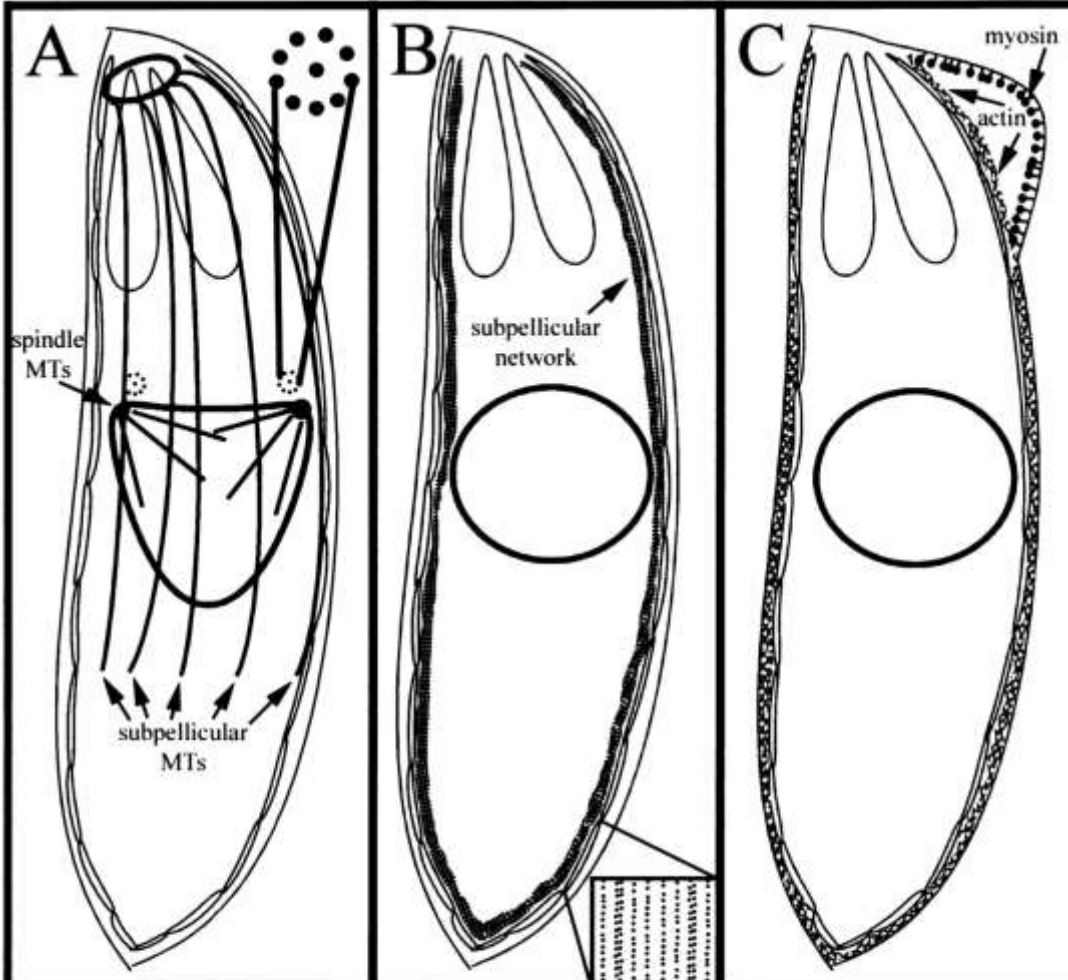 A
B
C
myosin
actin
spindle
MTs
subpellicular
network
subpellicular
MTs